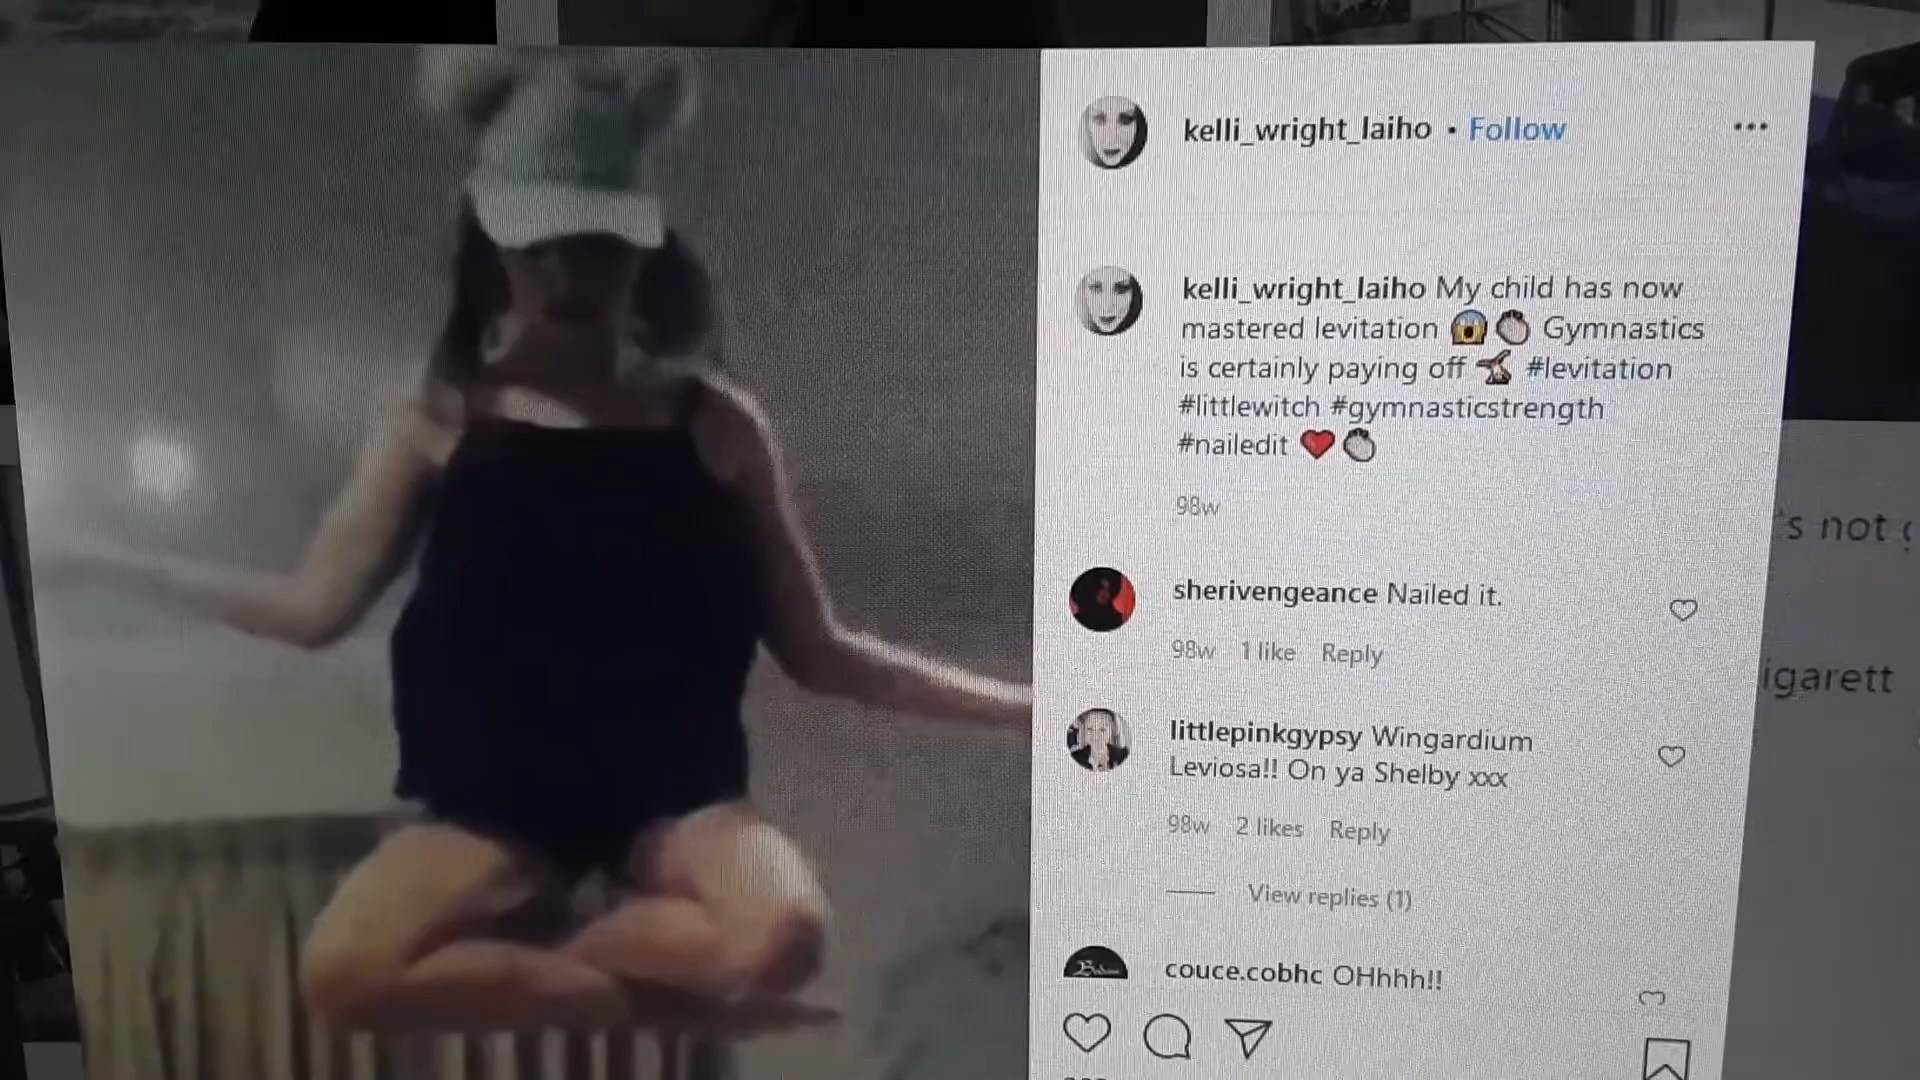 kelli_wright_laiho • Follow
kelli_wright_laiho My child has now
mastered levitation 😱👏 Gymnastics
is certainly paying off 🤸 #levitation
#littlewitch #gymnasticstrength
#nailedit ❤️👏
98w
sherivengeance Nailed it.
98w 1 like Reply
littlepinkgypsy Wingardium
Leviosa!! On ya Shelby xxx
98w 2 likes Reply
View replies (1)
couce.cobhc OHhhh!!
's not
igarett